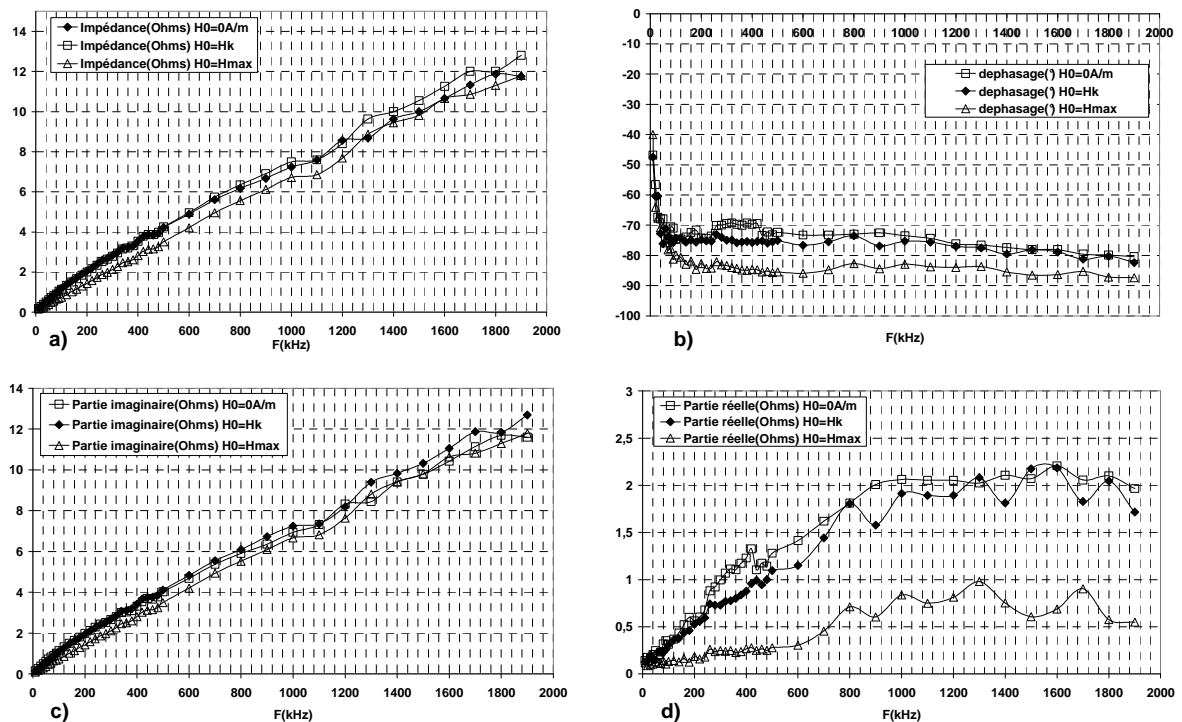 14
12
10
8
6
4
2
0
Impédance(Ohms) H0=0A/m
Impédance(Ohms) H0=Hk
Impédance(Ohms) H0=Hmax
0 200 400 600 800 1000 1200 1400 1600 1800 2000
F(kHz)
a)
0
-10
-20
-30
-40
-50
-60
-70
-80
-90
-100
0 200 400 600 800 1000 1200 1400 1600 1800 2000
dephasage(°) H0=0A/m
dephasage(°) H0=Hk
dephasage(°) H0=Hmax
b)
F(kHz)
14
12
10
8
6
4
2
0
Partie imaginaire(Ohms) H0=0A/m
Partie imaginaire(Ohms) H0=Hk
Partie imaginaire(Ohms) H0=Hmax
0 200 400 600 800 1000 1200 1400 1600 1800 2000
c)
F(kHz)
3
2,5
2
1,5
1
0,5
0
Partie réelle(Ohms) H0=0A/m
Partie réelle(Ohms) H0=Hk
Partie réelle(Ohms) H0=Hmax
0 200 400 600 800 1000 1200 1400 1600 1800 2000
d)
F(kHz)